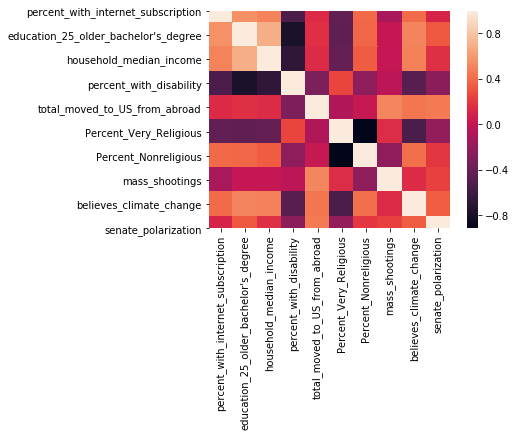 percent_with_internet_subscription
education_25_older_bachelor's_degree
household_median_income
percent_with_disability
total_moved_to_US_from_abroad
Percent_Very_Religious
Percent_Nonreligious
mass_shootings
believes_climate_change
senate_polarization
0.8
0.4
0.0
−0.4
−0.8
percent_with_internet_subscription
education_25_older_bachelor's_degree
household_median_income
percent_with_disability
total_moved_to_US_from_abroad
Percent_Very_Religious
Percent_Nonreligious
mass_shootings
believes_climate_change
senate_polarization